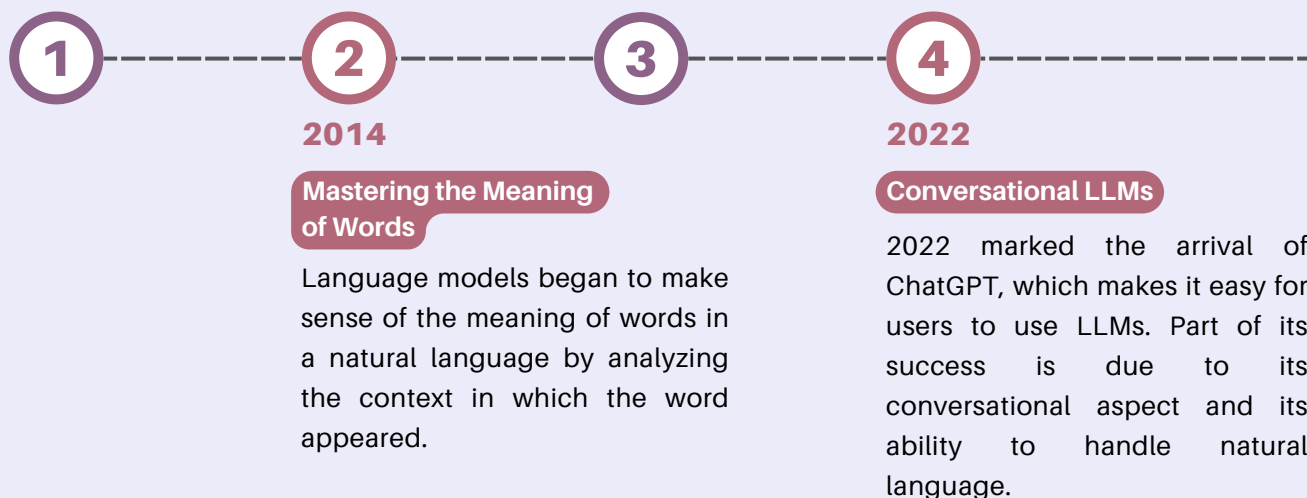 1
2
3
4
2014
Mastering the Meaning
of Words
Language models began to make
sense of the meaning of words in
a natural language by analyzing
the context in which the word
appeared.
2022
Conversational LLMs
2022 marked the arrival of
ChatGPT, which makes it easy for
users to use LLMs. Part of its
success is due to its
conversational aspect and its
ability to handle natural
language.